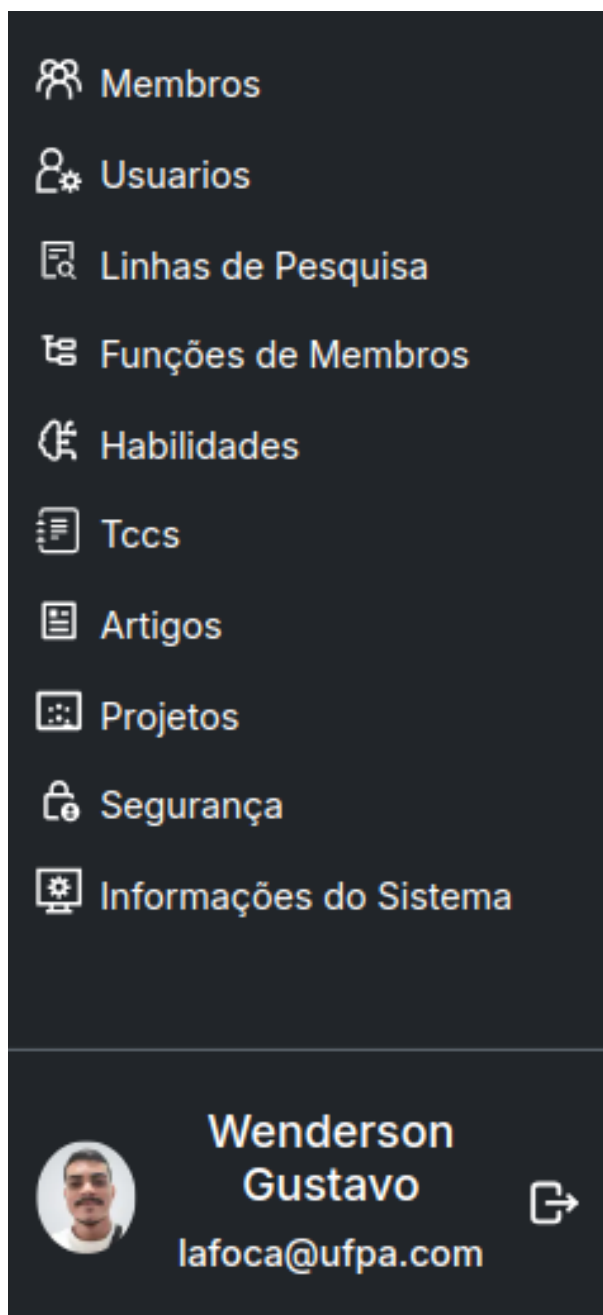 Membros
Usuarios
Linhas de Pesquisa
Funções de Membros
Habilidades
Tccs
Artigos
Projetos
Segurança
Informações do Sistema
Wenderson
Gustavo
lafoca@ufpa.com